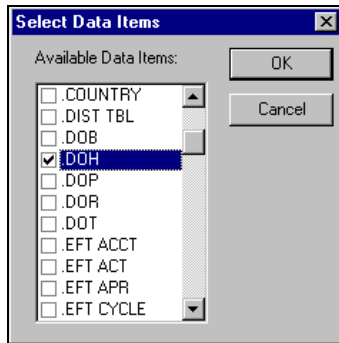 Select Data Items
Available Data Items:
OK
Cancel
.COUNTRY
.DIST TBL
.DOB
.DOH
.DOP
.DOR
.DOT
.EFT ACCT
.EFT ACT
.EFT APR
.EFT CYCLE